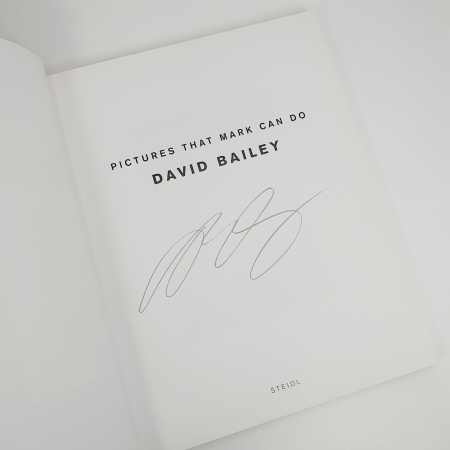 PICTURES THAT MARK CAN DO
DAVID BAILEY
STEIDL